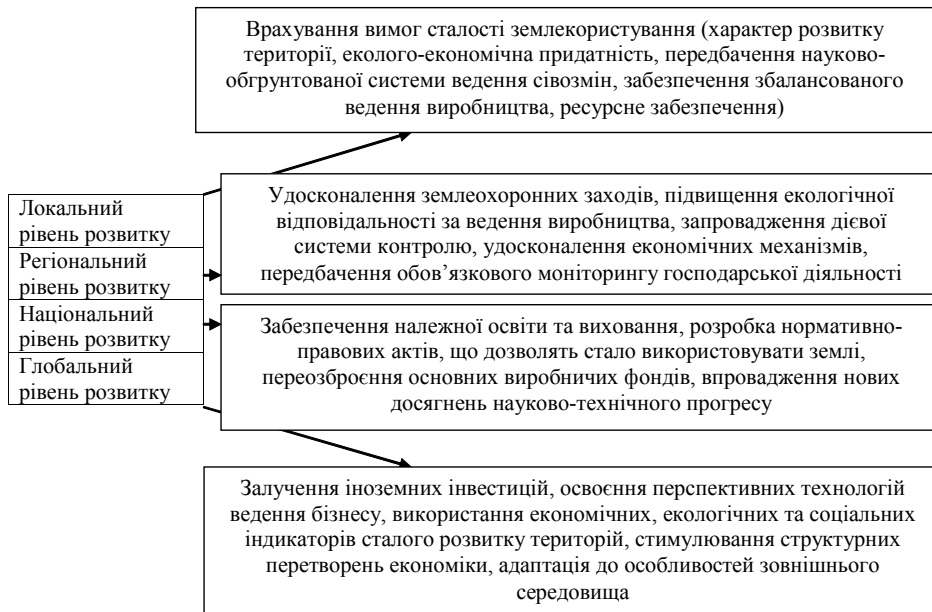 Врахування вимог сталості землекористування (характер розвитку
території, еколого-економічна придатність, передбачення науково-
обгрунтованої системи ведення сівозмін, забезпечення збалансованого
ведення виробництва, ресурсне забезпечення)
Локальний
рівень розвитку
Регіональний
рівень розвитку
Національний
рівень розвитку
Глобальний
рівень розвитку
Удосконалення землеохоронних заходів, підвищення екологічної
відповідальності за ведення виробництва, запровадження дієвої
системи контролю, удосконалення економічних механізмів,
передбачення обов’язкового моніторингу господарської діяльності
Забезпечення належної освіти та виховання, розробка нормативно-
правових актів, що дозволять стало використовувати землі,
переозброєння основних виробничих фондів, впровадження нових
досягнень науково-технічного прогресу
Залучення іноземних інвестицій, освоєння перспективних технологій
ведення бізнесу, використання економічних, екологічних та соціальних
індикаторів сталого розвитку територій, стимулювання структурних
перетворень економіки, адаптація до особливостей зовнішнього
середовища